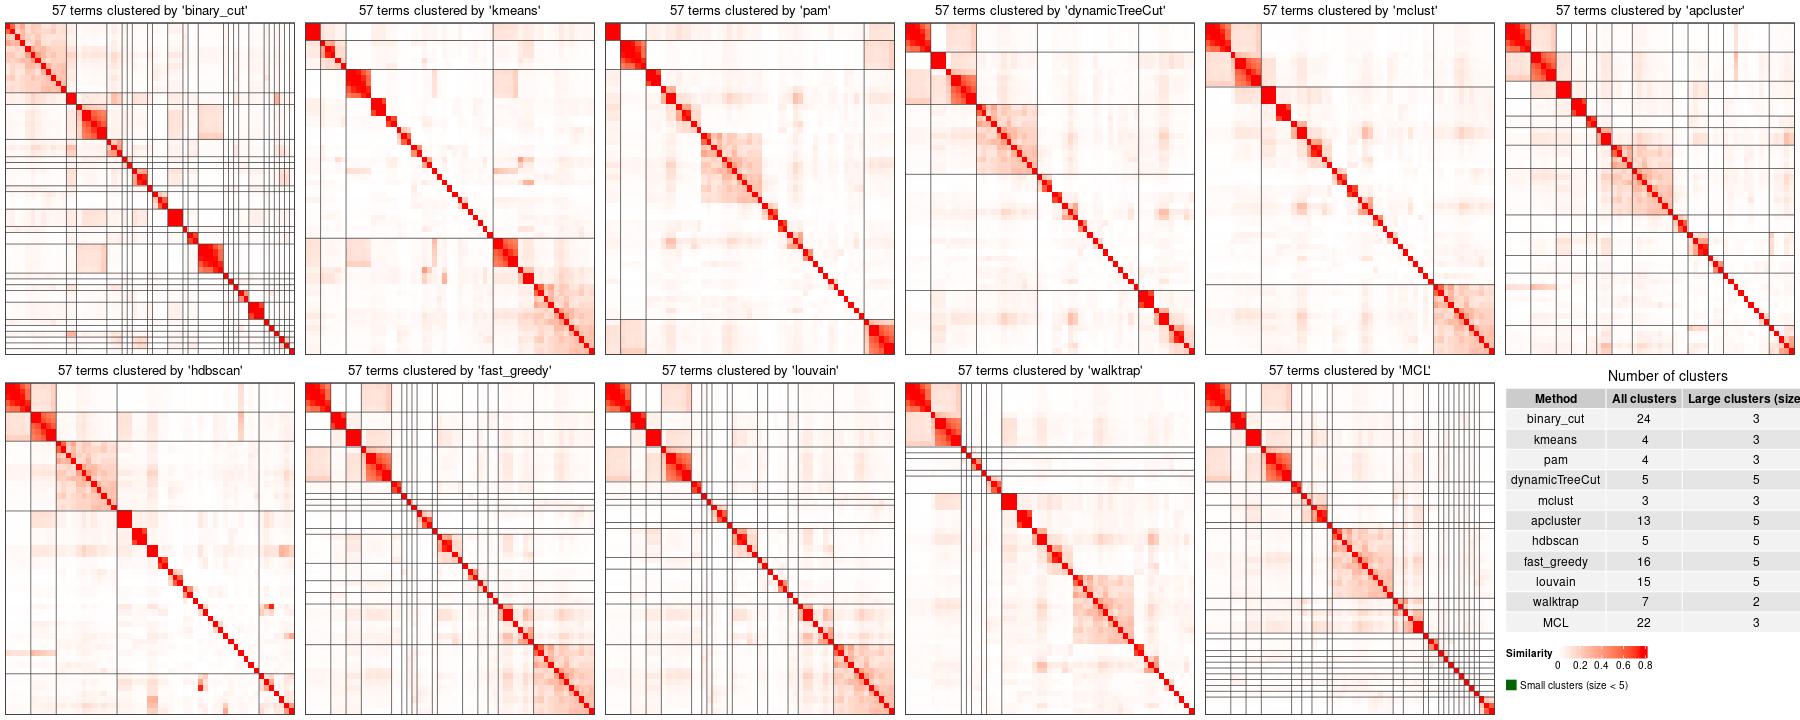 57 terms clustered by 'binary_cut'
57 terms clustered by 'kmeans'
57 terms clustered by 'pam'
57 terms clustered by 'dynamicTreeCut'
57 terms clustered by 'mclust'
57 terms clustered by 'apcluster'
57 terms clustered by 'hdbscan'
57 terms clustered by 'fast_greedy'
57 terms clustered by 'louvain'
57 terms clustered by 'walktrap'
57 terms clustered by 'MCL'
Number of clusters
Method All clusters Large clusters (size
binary_cut 24 3
kmeans 4 3
pam 4 3
dynamicTreeCut 5 5
mclust 3 3
apcluster 13 5
hdbscan 5 5
fast_greedy 16 5
louvain 15 5
walktrap 7 2
MCL 22 3
Similarity
0 0.2 0.4 0.6 0.8
Small clusters (size < 5)